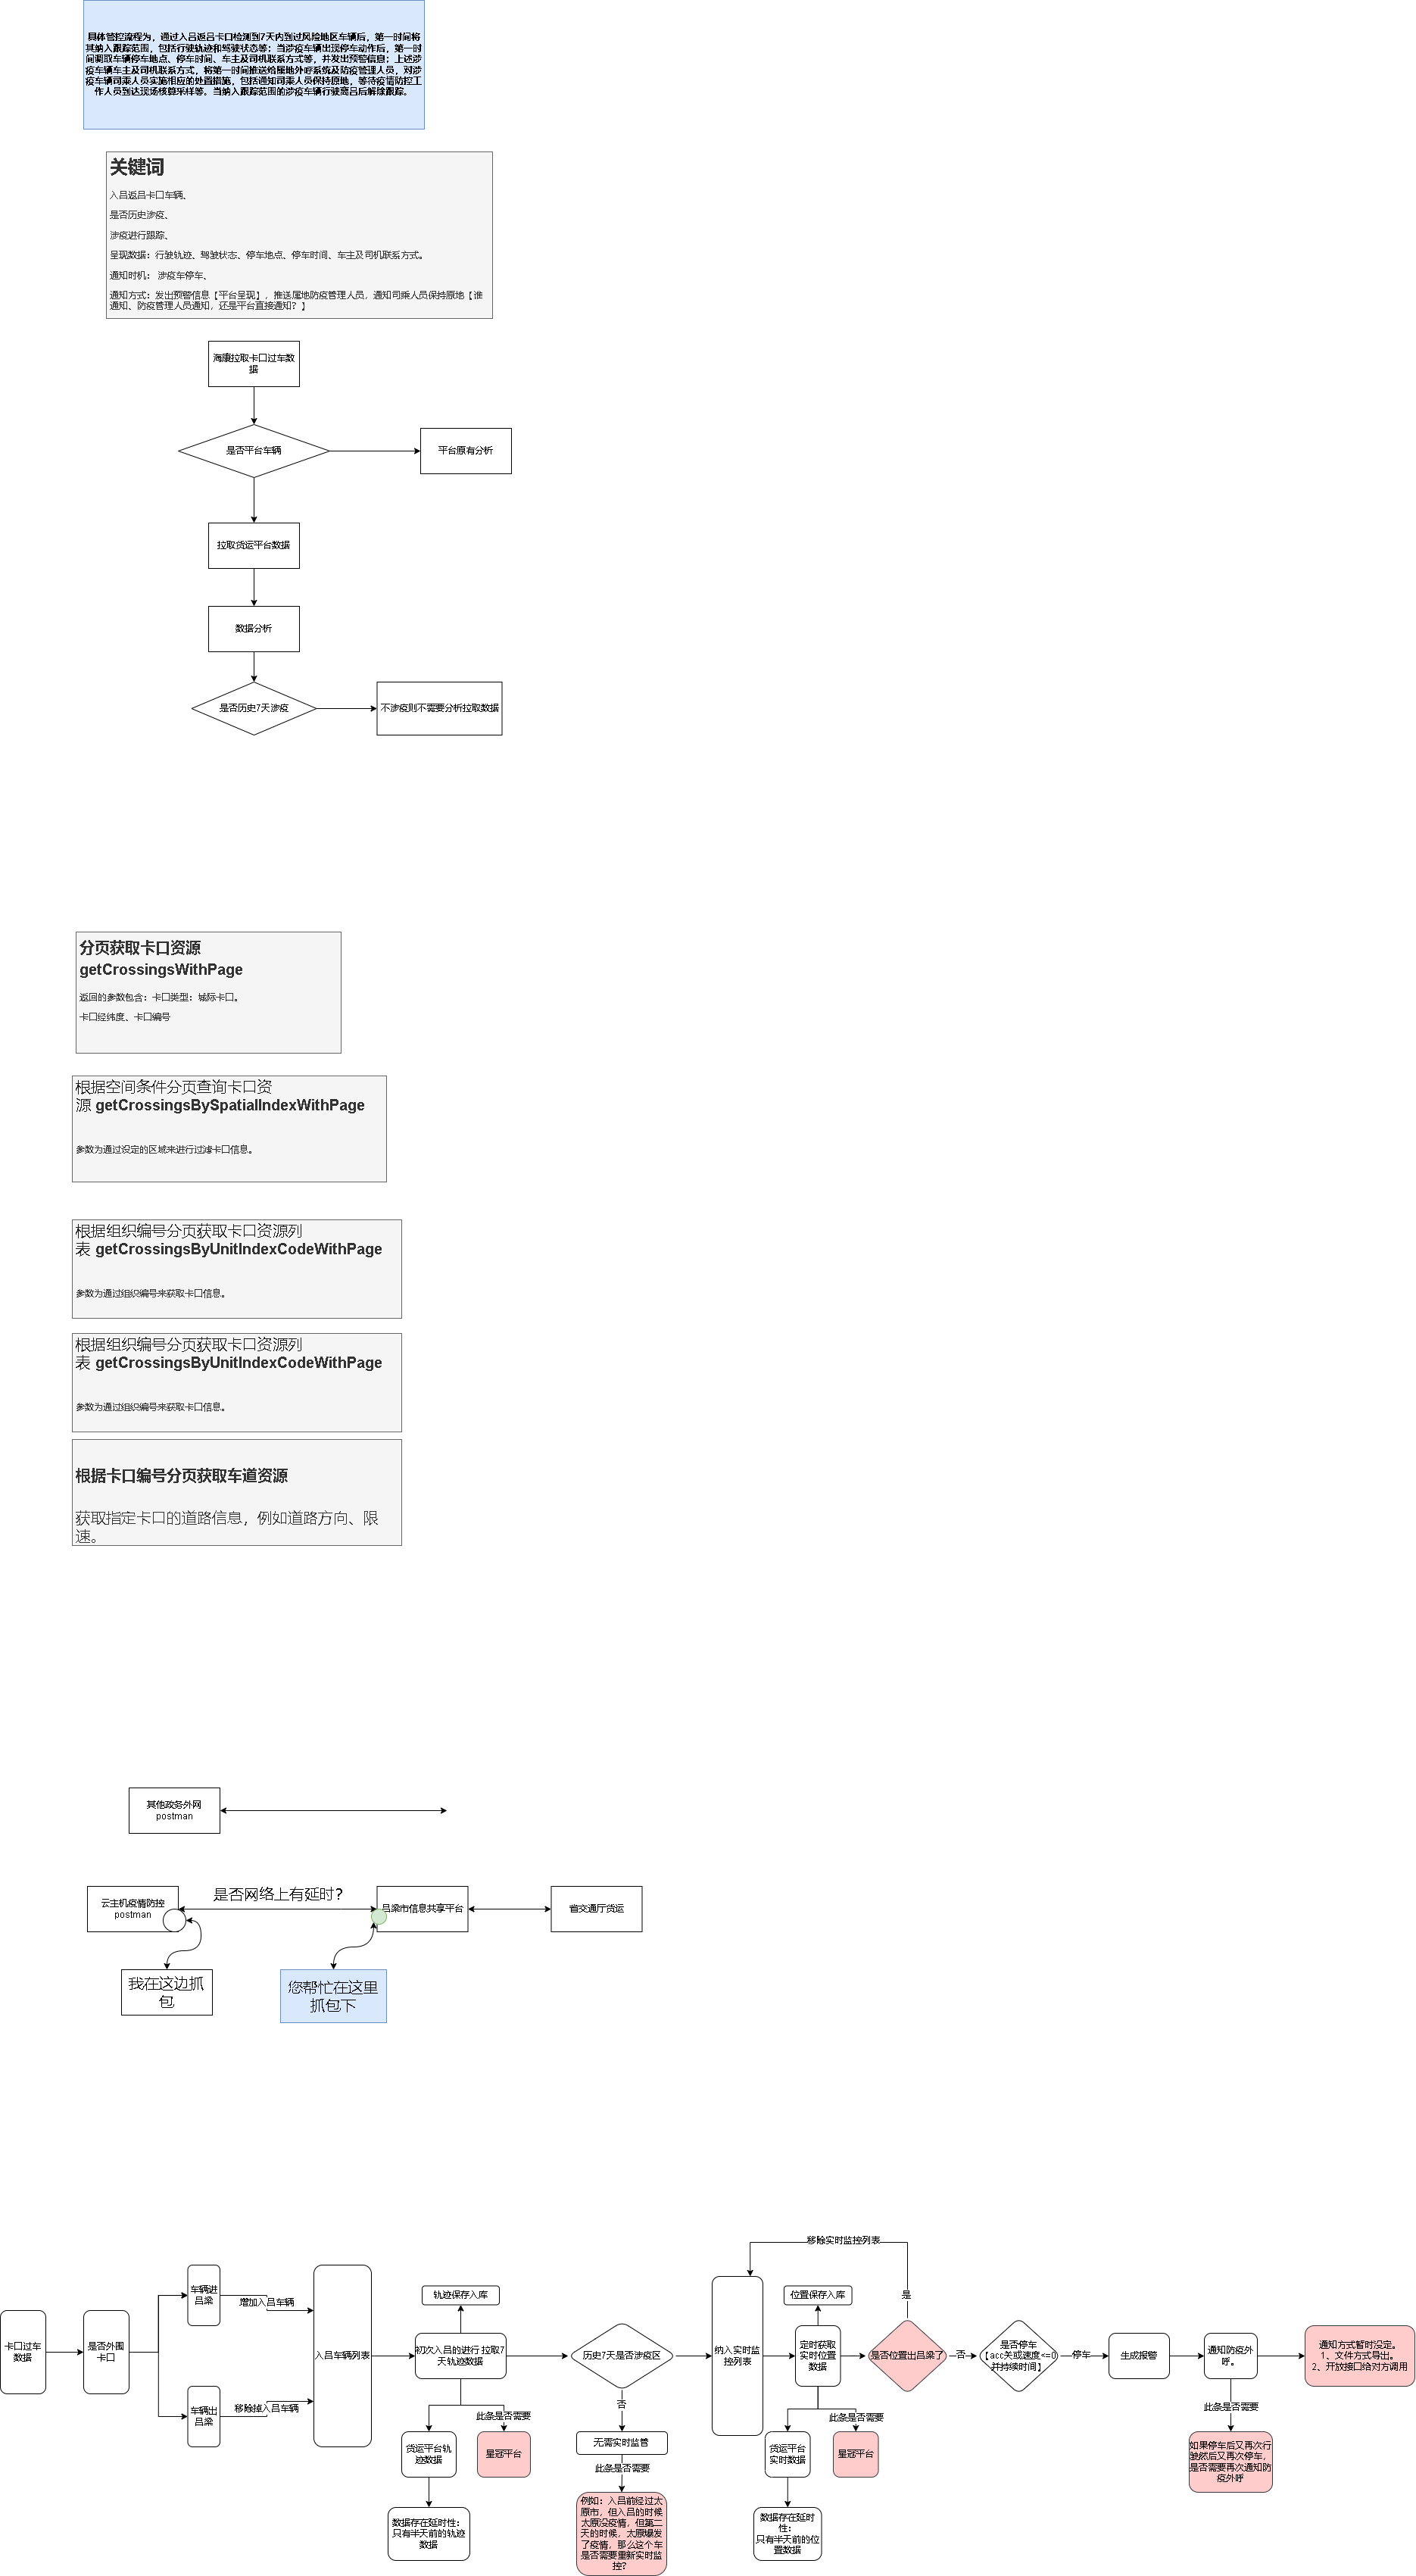 具体管控流程为，通过入吕返吕卡口检测到7天内到过风险地区车辆后，第一时间将
其纳入跟踪范围，包括行驶轨迹和驾驶状态等；当涉疫车辆出现停车动作后，第一时
间调取车辆停车地点、停车时间、车主及司机联系方式等，并发出预警信息；上述涉
疫车辆车主及司机联系方式，将第一时间推送给属地外呼系统及防疫管理人员，对涉
疫车辆司乘人员实施相应的处置措施，包括通知司乘人员保持原地，等待疫情防控工
作人员到达现场核算采样等。当纳入跟踪范围的涉疫车辆行驶离吕后解除跟踪。
关键词
入吕返吕卡口车辆、
是否历史涉疫、
涉疫进行跟踪、
呈现数据：行驶轨迹、驾驶状态、停车地点、停车时间、车主及司机联系方式。
通知时机： 涉疫车停车、
通知方式：发出预警信息【平台呈现】，推送属地防疫管理人员，通知司乘人员保持原地【谁
通知、防疫管理人员通知，还是平台直接通知？】
海康拉取卡口过车数
据
是否平台车辆
平台原有分析
拉取货运平台数据
数据分析
是否历史7天涉疫
不涉疫则不需要分析拉取数据
分页获取卡口资源
getCrossingsWithPage
返回的参数包含：卡口类型：城际卡口。
卡口经纬度、卡口编号
根据空间条件分页查询卡口资
源 getCrossingsBySpatialIndexWithPage
参数为通过设定的区域来进行过滤卡口信息。
根据组织编号分页获取卡口资源列
表 getCrossingsByUnitIndexCodeWithPage
参数为通过组织编号来获取卡口信息。
根据组织编号分页获取卡口资源列
表 getCrossingsByUnitIndexCodeWithPage
参数为通过组织编号来获取卡口信息。
根据卡口编号分页获取车道资源
获取指定卡口的道路信息，例如道路方向、限
速。
其他政务外网
postman
云主机疫情防控
postman
是否网络上有延时？
吕梁市信息共享平台
省交通厅货运
我在这边抓
包
您帮忙在这里
抓包下
卡口过车
数据
是否外围
卡口
车辆进
吕梁
增加入吕车辆
车辆出
吕梁
移除掉入吕车辆
入吕车辆列表
轨迹保存入库
初次入吕的进行 拉取7
天轨迹数据
货运平台轨
迹数据
此条是否需要
星冠平台
数据存在延时性：
只有半天前的轨迹
数据
历史7天是否涉疫区
否
无需实时监管
此条是否需要
例如：入吕前经过太
原市，但入吕的时候
太原没疫情，但第二
天的时候，太原爆发
了疫情，那么这个车
是否需要重新实时监
控？
移除实时监控列表
纳入实时监
控列表
位置保存入库
定时获取
实时位置
数据
货运平台
实时数据
此条是否需要
星冠平台
数据存在延时
性：
只有半天前的位
置数据
是
是否位置出吕梁了
否
是否停车
【acc关或速度<=0
并持续时间】
停车
生成报警
通知防疫外
呼。
此条是否需要
如果停车后又再次行
驶然后又再次停车，
是否需要再次通知防
疫外呼
通知方式暂时没定。
1、文件方式导出。
2、开放接口给对方调用